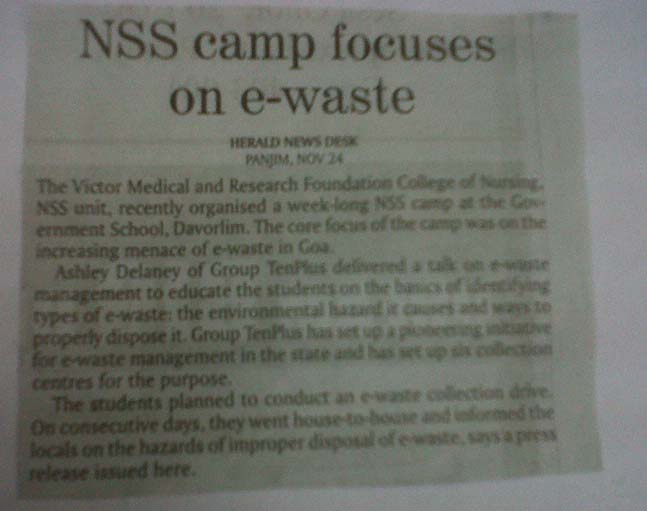 NSS camp focuses
on e-waste
HERALD NEWS DESK
PANJIM, NOV 24
The Victor Medical and Research Foundation College of Nursing,
NSS unit, recently organised a week-long NSS camp at the Gov-
ernment School, Davorlim. The core focus of the camp was on the
increasing menace of e-waste in Goa.
Ashley Delaney of Group TenPlus delivered a talk on e-waste
management to educate the students on the basics of identifying
types of e-waste: the environmental hazard it causes and ways to
properly dispose it. Group TenPlus has set up a pioneering initiative
for e-waste management in the state and has set up six collection
centres for the purpose.
The students planned to conduct an e-waste collection drive.
On consecutive days, they went house-to-house and informed the
locals on the hazards of improper disposal of e-waste, says a press
release issued here.